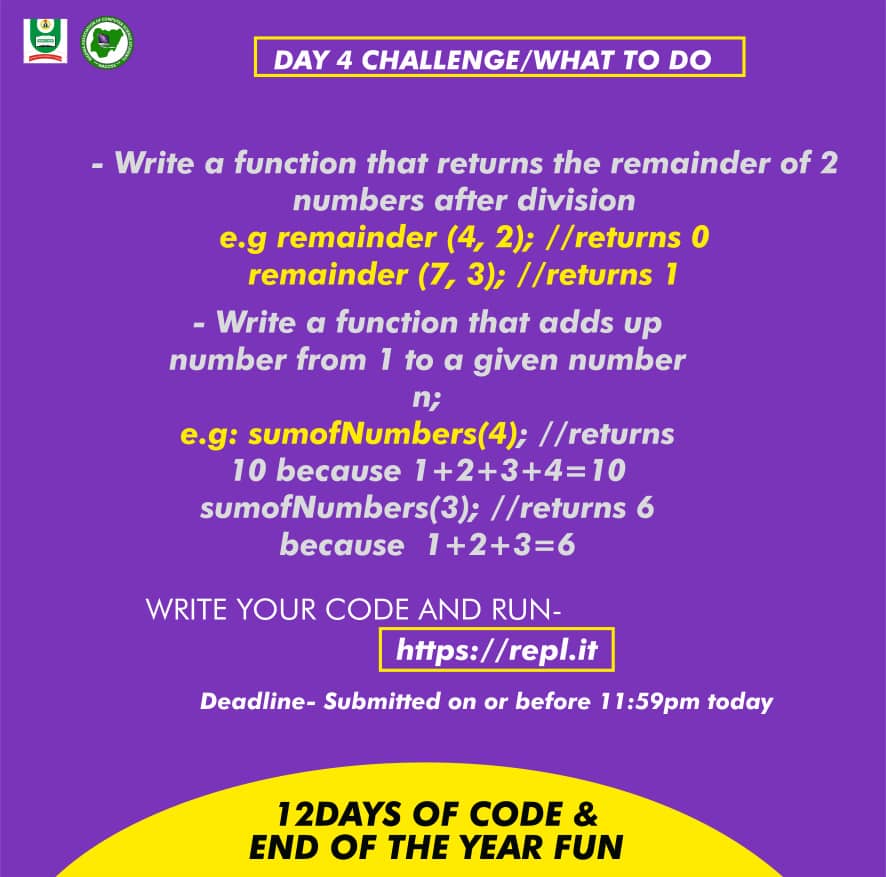 DAY 4 CHALLENGE/WHAT TO DO
- Write a function that returns the remainder of 2
numbers after division
e.g remainder (4, 2); //returns 0
remainder (7, 3); //returns 1
- Write a function that adds up
number from 1 to a given number
n;
e.g: sumofNumbers(4); //returns
10 because 1+2+3+4=10
sumofNumbers(3); //returns 6
because 1+2+3=6
WRITE YOUR CODE AND RUN-
https://repl.it
Deadline- Submitted on or before 11:59pm today
12DAYS OF CODE &
END OF THE YEAR FUN